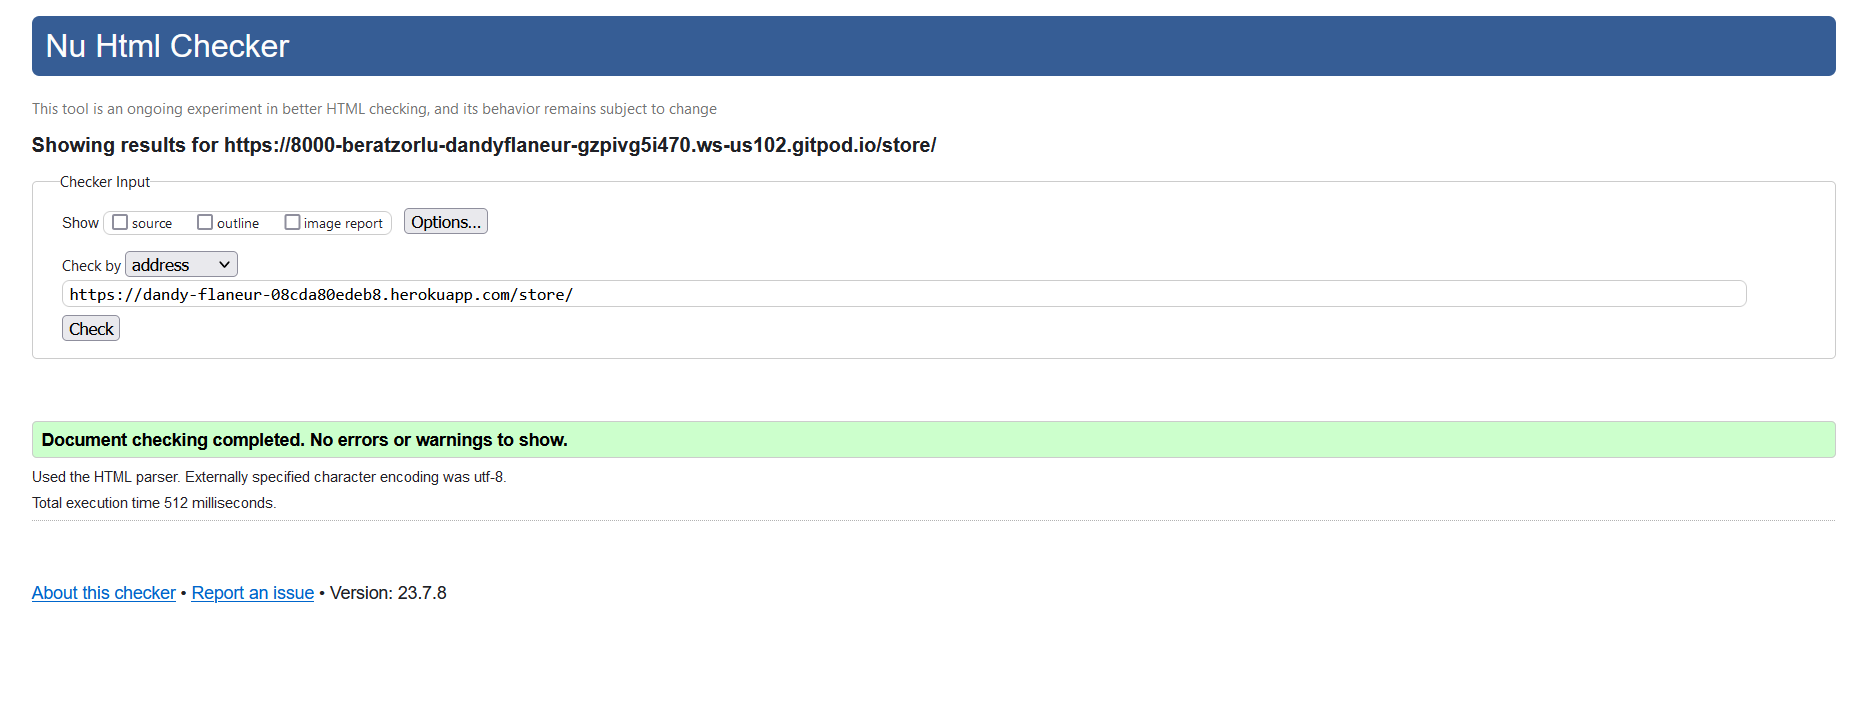 Nu Html Checker
This tool is an ongoing experiment in better HTML checking, and its behavior remains subject to change
Showing results for https://8000-beratzorlu-dandyflaneur-gzpivg5i470.ws-us102.gitpod.io/store/
Checker Input
Show source outline image report Options...
Check by address
https://dandy-flaneur-08cda80edeb8.herokuapp.com/store/
Check
Document checking completed. No errors or warnings to show.
Used the HTML parser. Externally specified character encoding was utf-8.
Total execution time 512 milliseconds.
About this checker • Report an issue • Version: 23.7.8